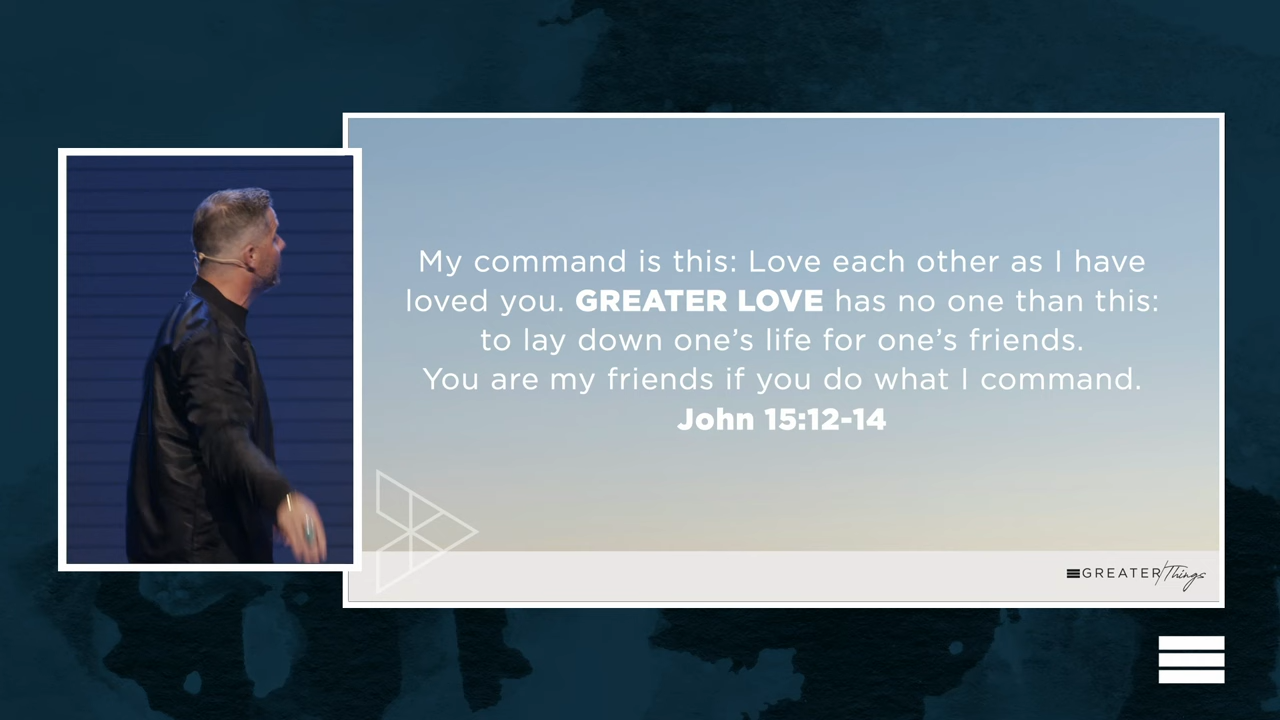 My command is this: Love each other as I have
loved you. GREATER LOVE has no one than this:
to lay down one’s life for one’s friends.
You are my friends if you do what I command.
John 15:12-14
GREATER Things